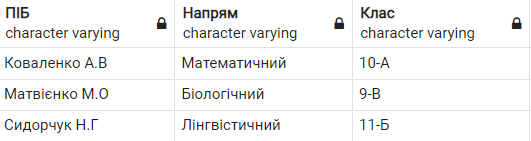 ПІБ Напрям Клас
character varying character varying character varying
Коваленко А.В Математичний 10-А
Матвієнко М.О Біологічний 9-В
Сидорчук Н.Г Лінгвістичний 11-Б